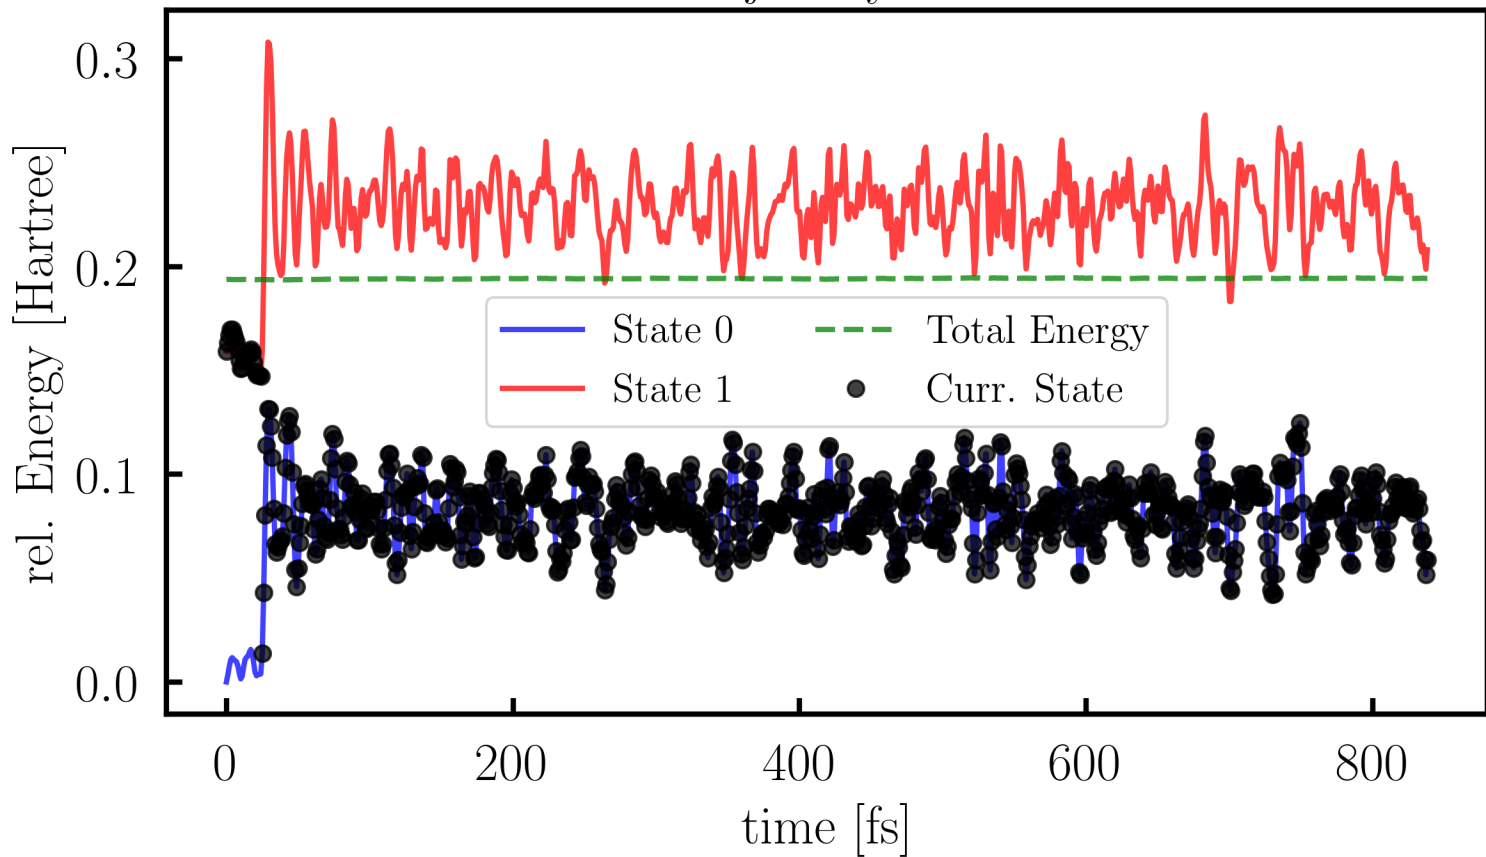 0.3
0.2
0.1
0.0
rel. Energy [Hartree]
State 0
State 1
Total Energy
Curr. State
0 200 400 600 800
time [fs]